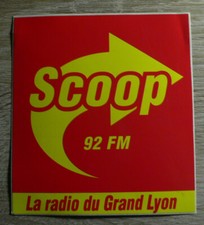 Scoop
92 FM
La radio du Grand Lyon